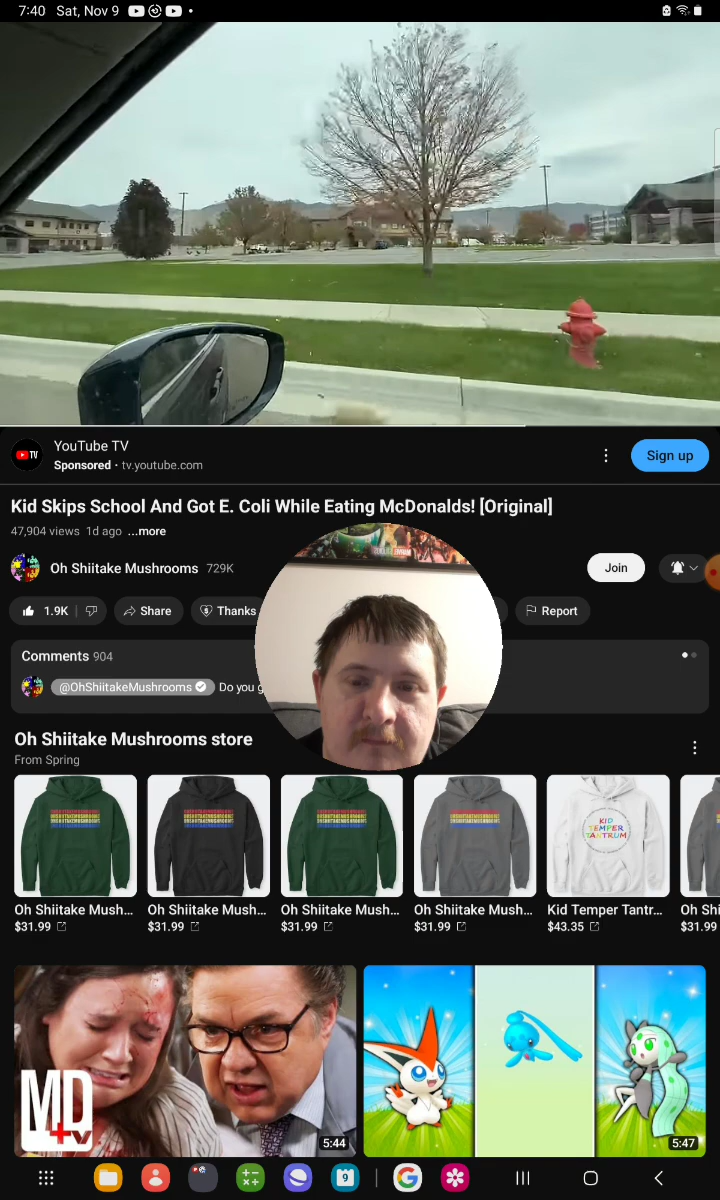 7:40 Sat, Nov 9
YouTube TV
Sponsored · tv.youtube.com
Sign up
Kid Skips School And Got E. Coli While Eating McDonalds! [Original]
47,904 views 1d ago ...more
Oh Shiitake Mushrooms 729K
Join
1.9K
Share
Thanks
Report
Comments 904
@OhShiitakeMushrooms Do you g
Oh Shiitake Mushrooms store
From Spring
KID
TEMPER
TANTRUM
Oh Shiitake Mush... Oh Shiitake Mush... Oh Shiitake Mush... Oh Shiitake Mush... Kid Temper Tantr... Oh Shi
$31.99 $31.99 $31.99 $31.99 $43.35 $31.99
MD
tv
5:44
5:47
9